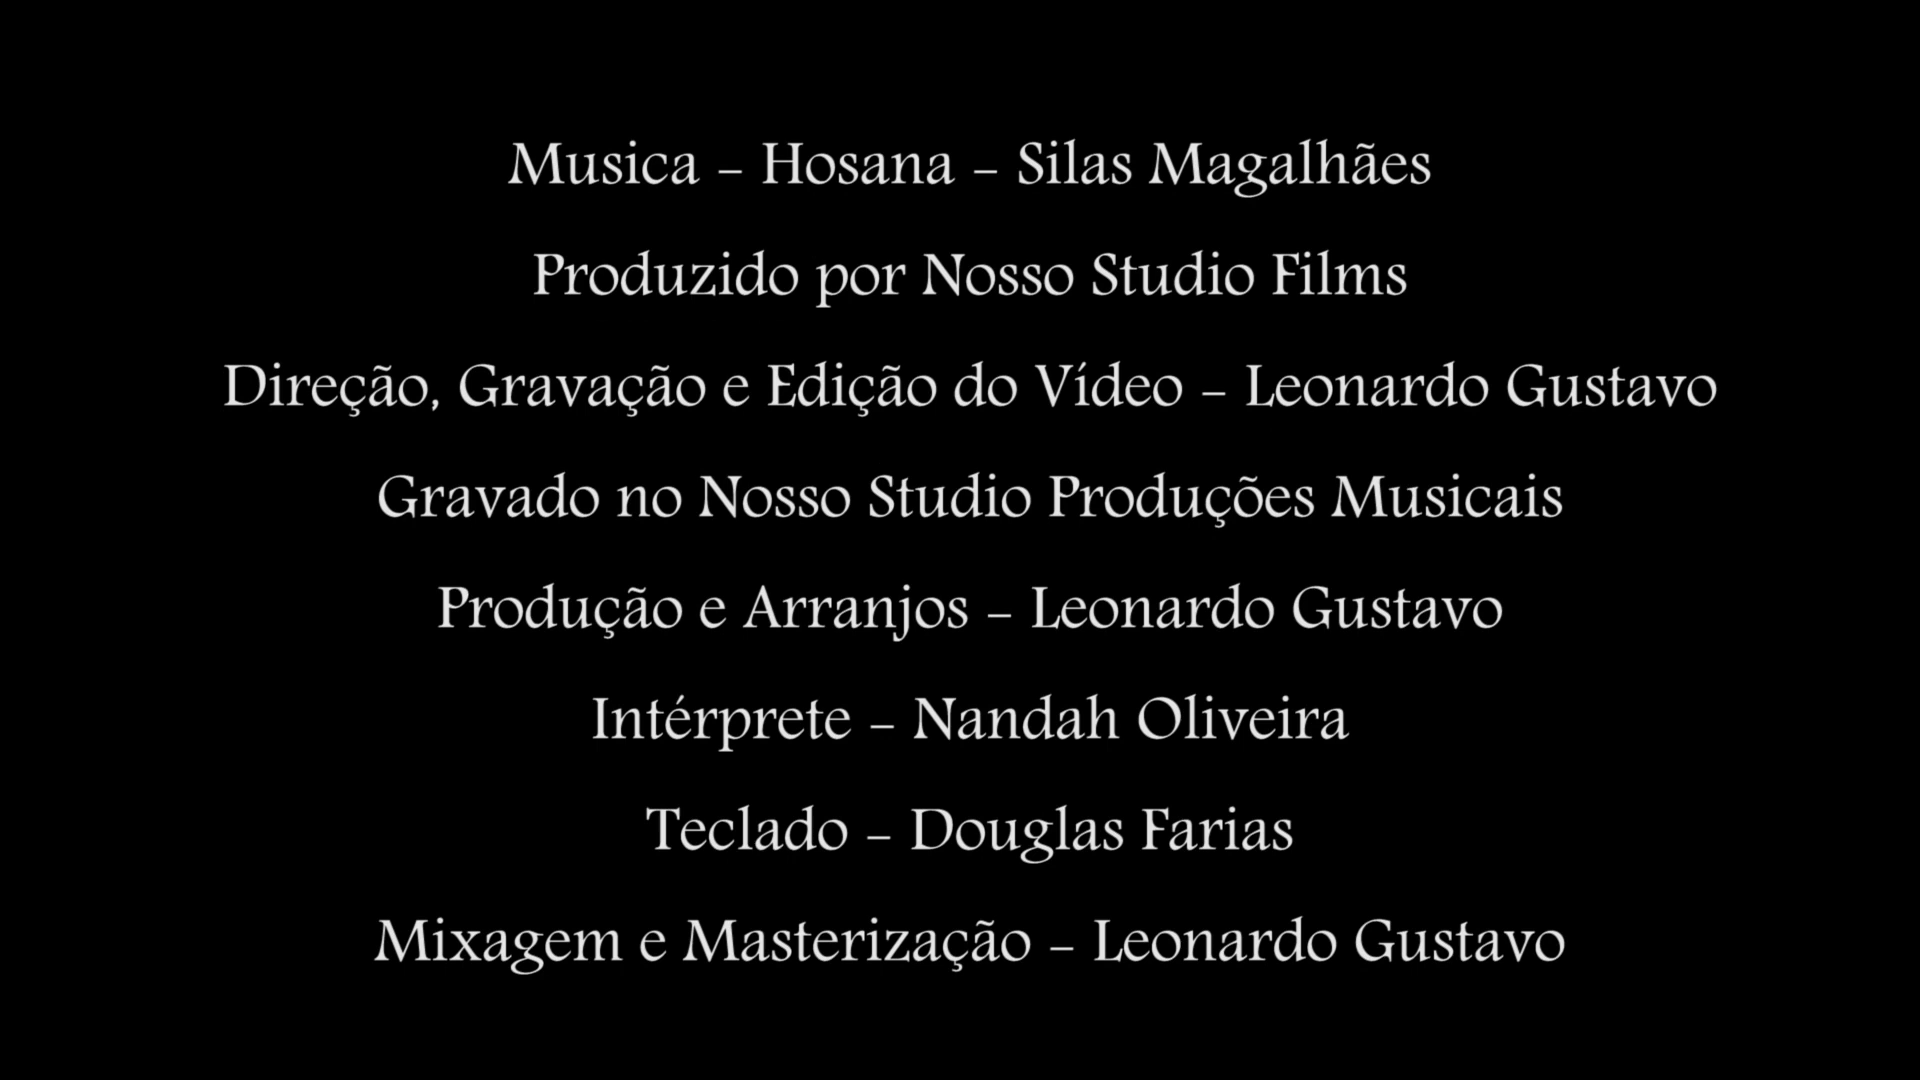 Musica - Hosana - Silas Magalhães
Produzido por Nosso Studio Films
Direção, Gravação e Edição do Vídeo - Leonardo Gustavo
Gravado no Nosso Studio Produções Musicais
Produção e Arranjos - Leonardo Gustavo
Intérprete - Nandah Oliveira
Teclado - Douglas Farias
Mixagem e Masterização - Leonardo Gustavo